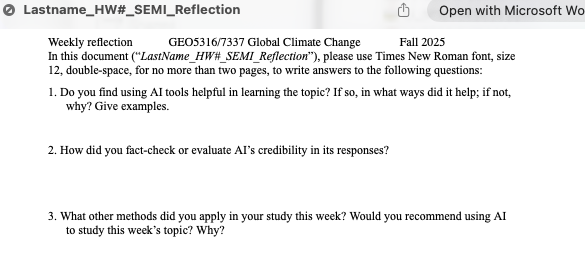 Lastname_HW#_SEMI_Reflection
Open with Microsoft Wo
Weekly reflection GEO5316/7337 Global Climate Change Fall 2025
In this document (“LastName_HW#_SEMI_Reflection”), please use Times New Roman font, size
12, double-space, for no more than two pages, to write answers to the following questions:
1. Do you find using AI tools helpful in learning the topic? If so, in what ways did it help; if not,
why? Give examples.
2. How did you fact-check or evaluate AI’s credibility in its responses?
3. What other methods did you apply in your study this week? Would you recommend using AI
to study this week’s topic? Why?